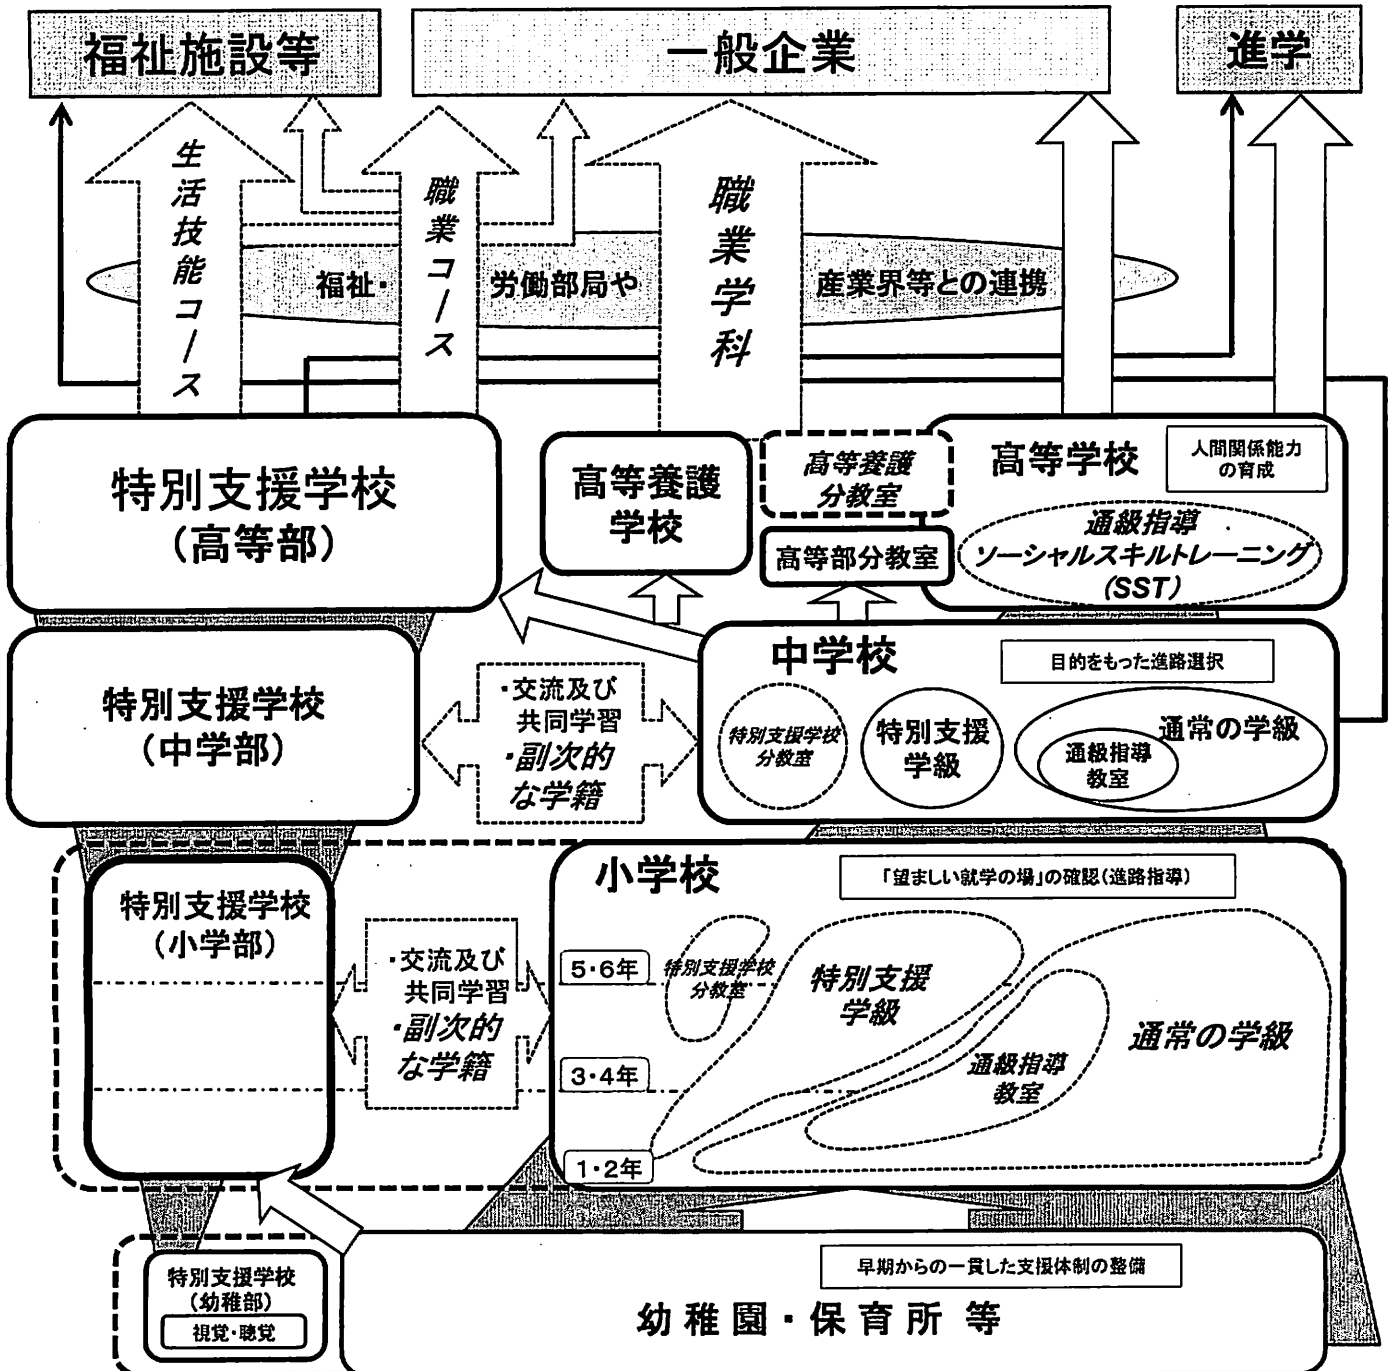 福祉施設等
一般企業
進学
生活技能コース
職業コース
職業学科
福祉・
労働部局や
産業界等との連携
特別支援学校
(高等部)
高等養護
学校
高等養護
分教室
高等部分教室
高等学校
人間関係能力
の育成
通級指導
ソーシャルスキルトレーニング
(SST)
特別支援学校
(中学部)
・交流及び
共同学習
・副次的
な学籍
中学校
目的をもった進路選択
特別支援学校
分教室
特別支援
学級
通常の学級
通級指導
教室
特別支援学校
(小学部)
・交流及び
共同学習
・副次的
な学籍
小学校
「望ましい就学の場」の確認(進路指導)
5・6年
3・4年
1・2年
特別支援学校
分教室
特別支援
学級
通級指導
教室
通常の学級
特別支援学校
(幼稚部)
視覚・聴覚
早期からの一貫した支援体制の整備
幼稚園・保育所 等